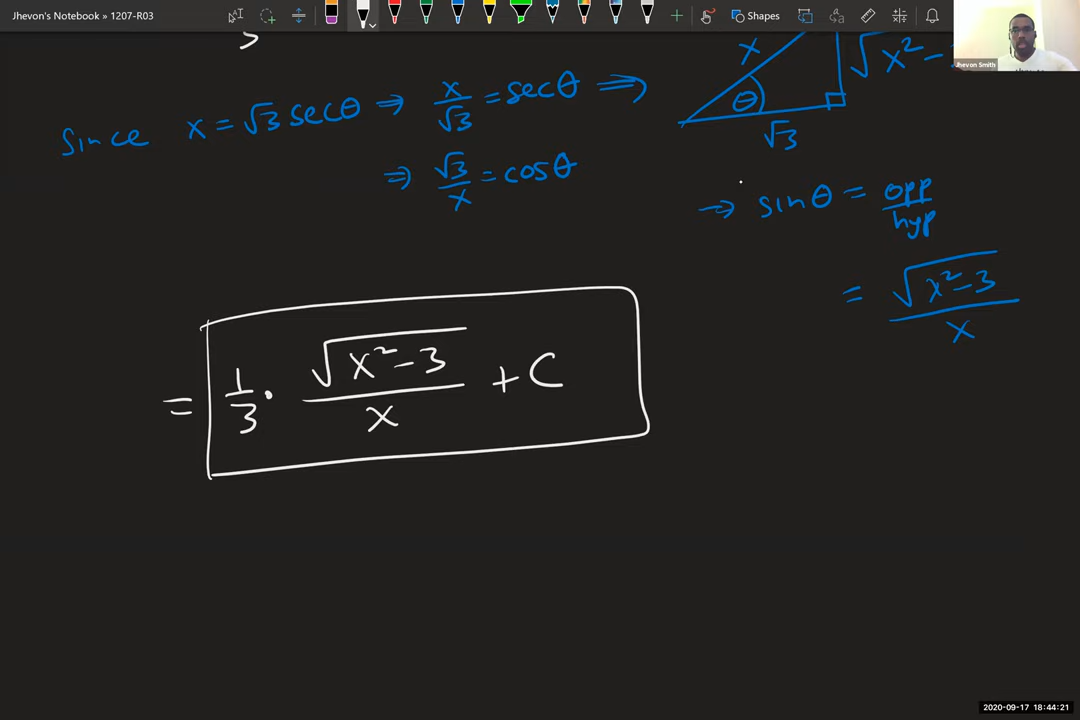 Jhevon's Notebook » 1207-R03
Shapes
Jhevon Smith
x
√x² –
θ
√3
Since x = √3 secθ ⇒ x/√3 = secθ ⇒
⇒ √3/x = cosθ
→ sinθ = opp/hyp
= √(x²–3)/x
= 1/3 · √(x²–3)/x + C
2020-09-17 18:44:21